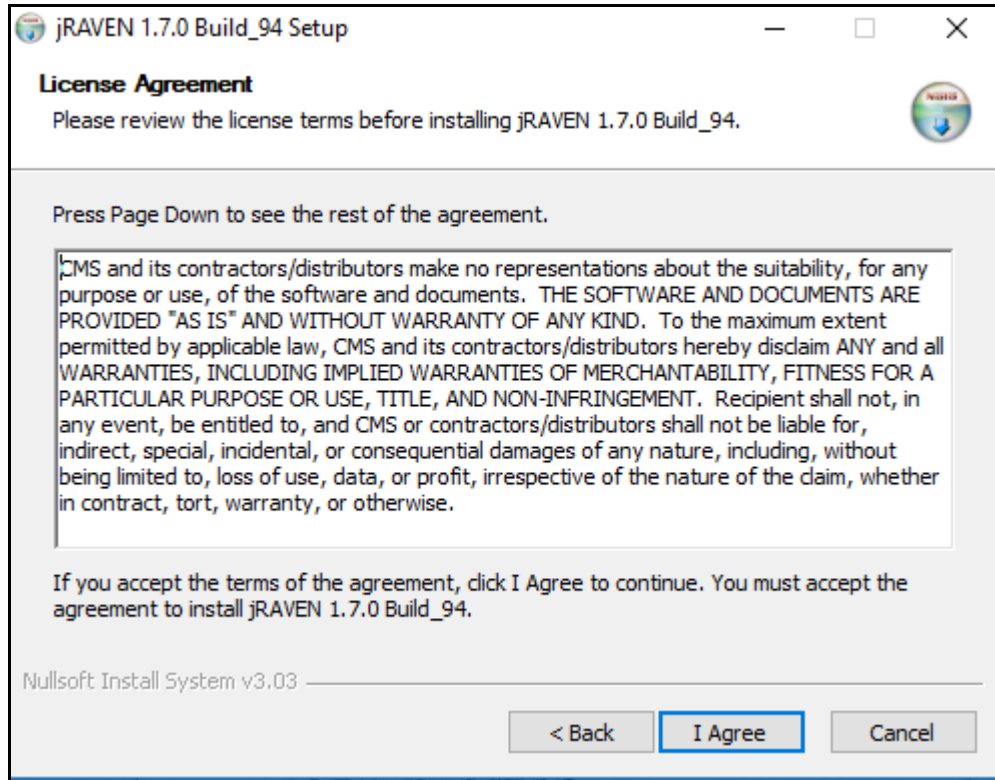 jRAVEN 1.7.0 Build_94 Setup
License Agreement
Please review the license terms before installing jRAVEN 1.7.0 Build_94.
Press Page Down to see the rest of the agreement.
CMS and its contractors/distributors make no representations about the suitability, for any
purpose or use, of the software and documents.  THE SOFTWARE AND DOCUMENTS ARE
PROVIDED "AS IS" AND WITHOUT WARRANTY OF ANY KIND.  To the maximum extent
permitted by applicable law, CMS and its contractors/distributors hereby disclaim ANY and all
WARRANTIES, INCLUDING IMPLIED WARRANTIES OF MERCHANTABILITY, FITNESS FOR A
PARTICULAR PURPOSE OR USE, TITLE, AND NON-INFRINGEMENT.  Recipient shall not, in
any event, be entitled to, and CMS or contractors/distributors shall not be liable for,
indirect, special, incidental, or consequential damages of any nature, including, without
being limited to, loss of use, data, or profit, irrespective of the nature of the claim, whether
in contract, tort, warranty, or otherwise.
If you accept the terms of the agreement, click I Agree to continue. You must accept the
agreement to install jRAVEN 1.7.0 Build_94.
Nullsoft Install System v3.03
< Back
I Agree
Cancel